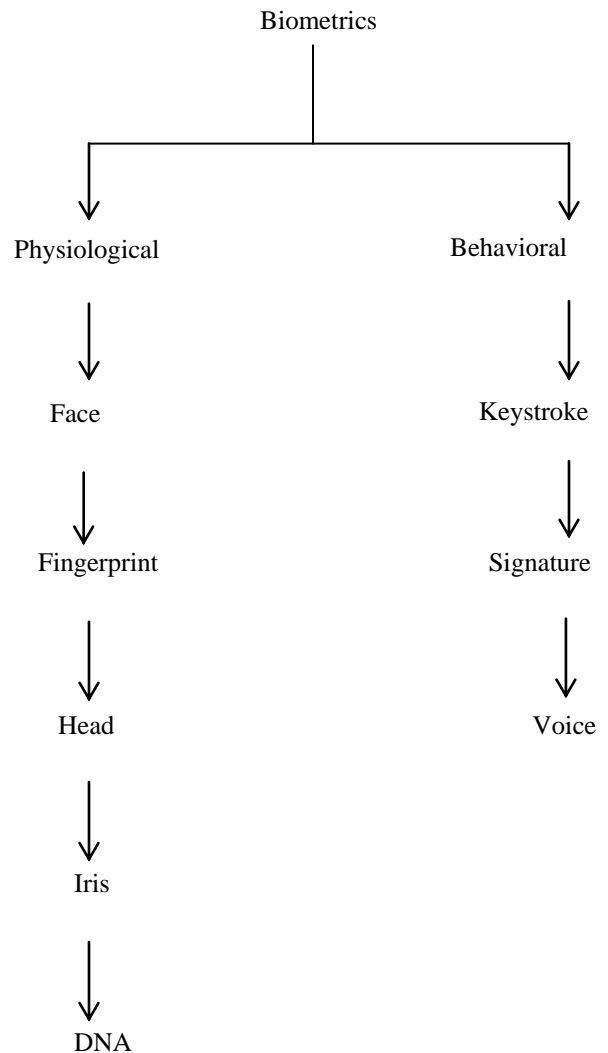 Biometrics
Physiological
Behavioral
Face
Keystroke
Fingerprint
Signature
Head
Voice
Iris
DNA